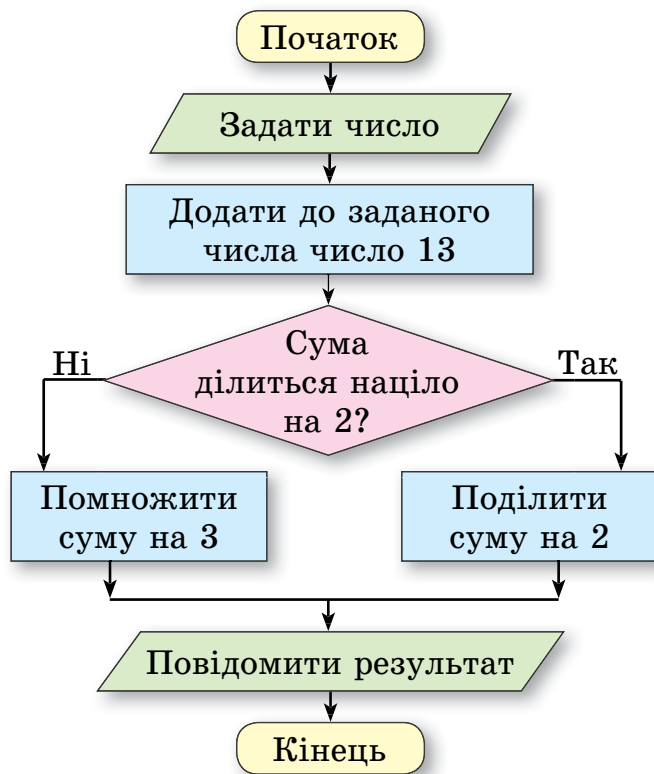 Початок
Задати число
Додати до заданого
числа число 13
Сума
ділиться націло
на 2?
Ні
Так
Помножити
суму на 3
Поділити
суму на 2
Повідомити результат
Кінець